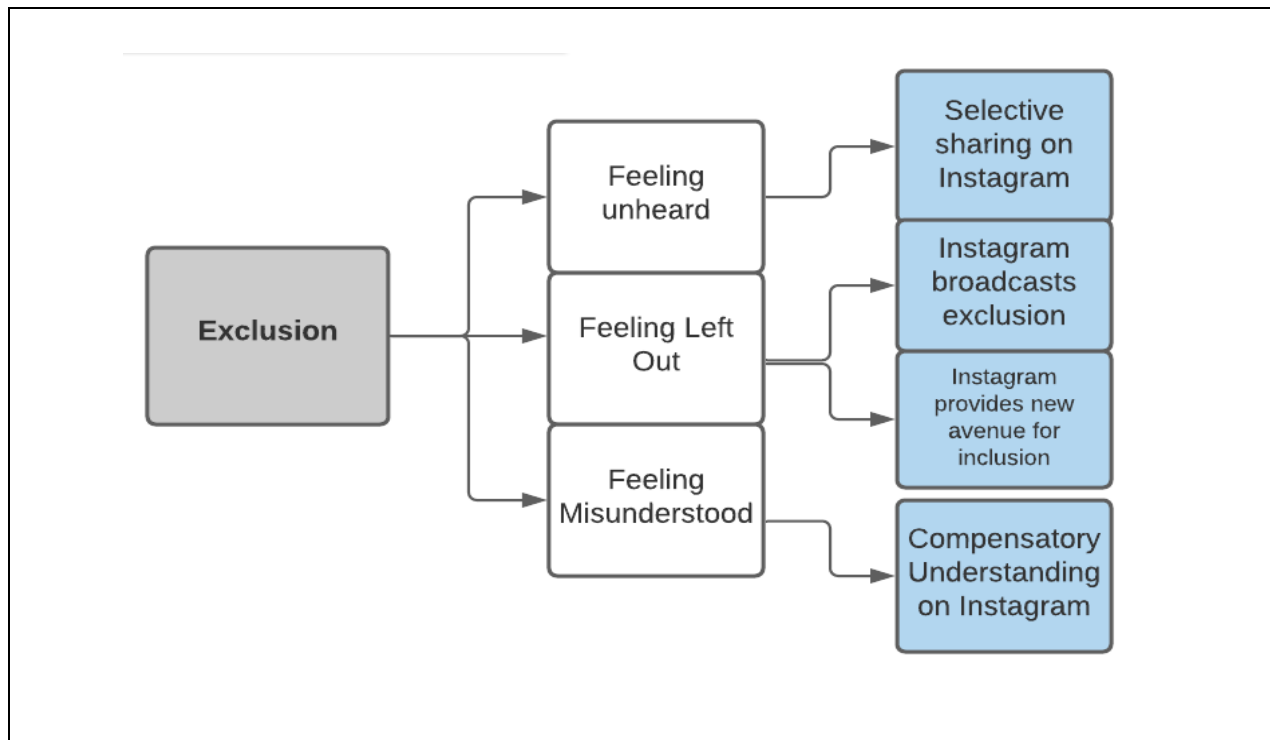 Exclusion
Feeling
unheard
Feeling Left
Out
Feeling
Misunderstood
Selective
sharing on
Instagram
Instagram
broadcasts
exclusion
Instagram
provides new
avenue for
inclusion
Compensatory
Understanding
on Instagram